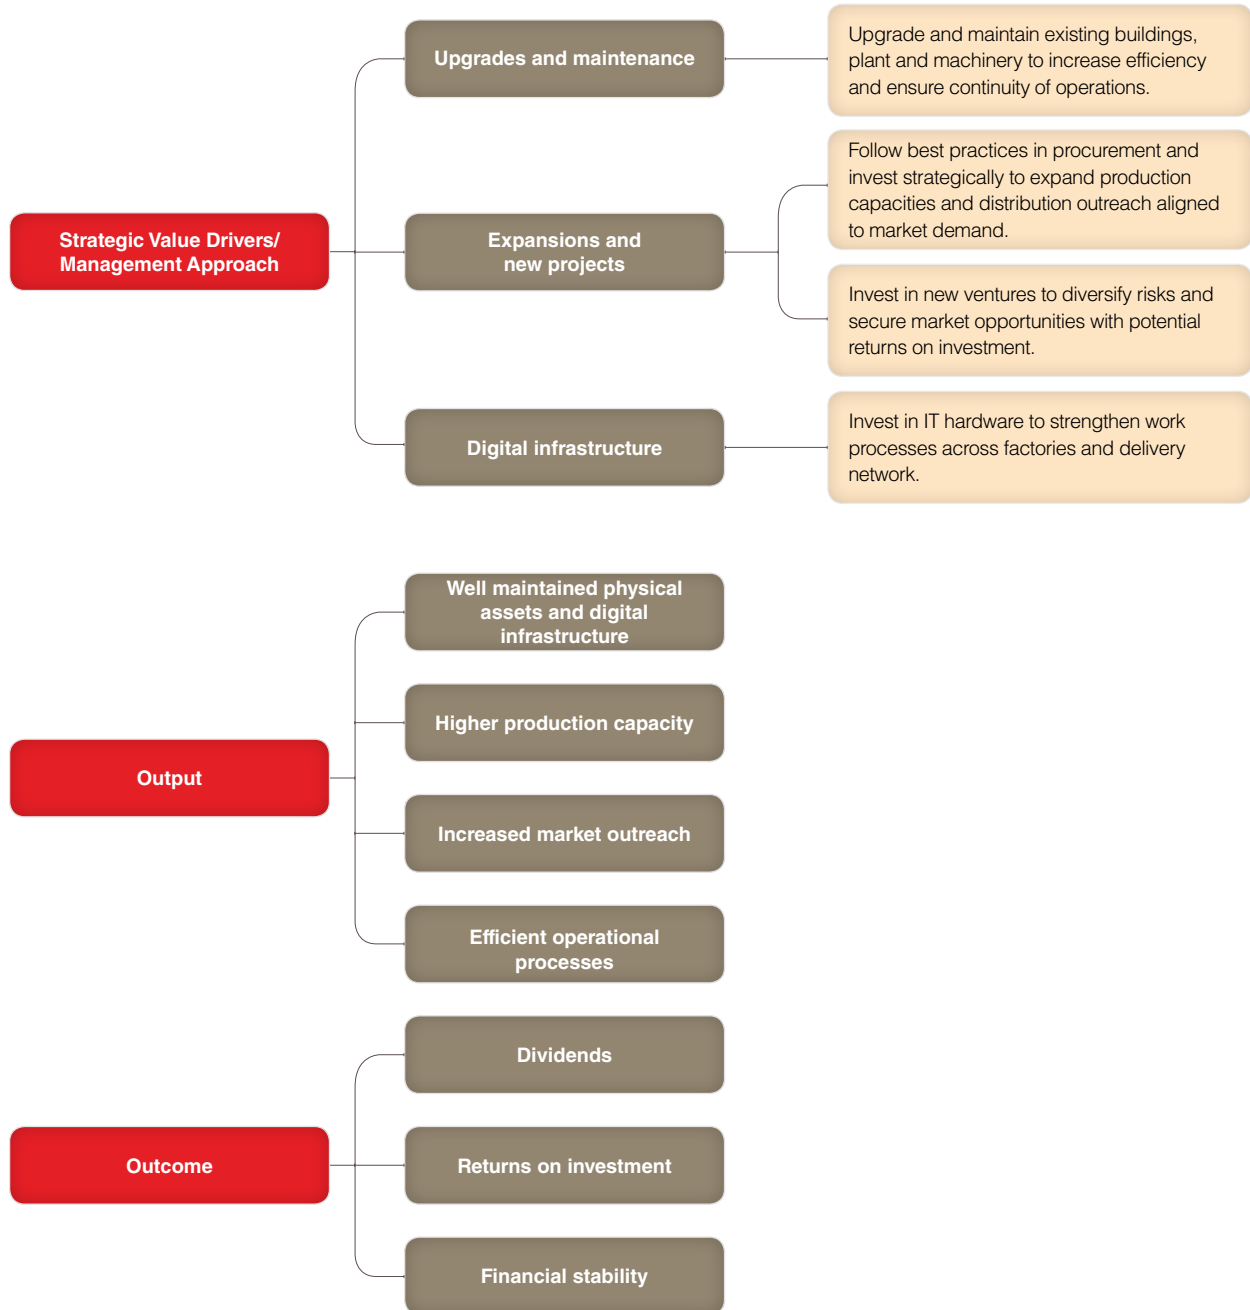 Strategic Value Drivers/
Management Approach
Upgrades and maintenance
Upgrade and maintain existing buildings,
plant and machinery to increase efficiency
and ensure continuity of operations.
Expansions and
new projects
Follow best practices in procurement and
invest strategically to expand production
capacities and distribution outreach aligned
to market demand.
Invest in new ventures to diversify risks and
secure market opportunities with potential
returns on investment.
Digital infrastructure
Invest in IT hardware to strengthen work
processes across factories and delivery
network.
Output
Well maintained physical
assets and digital
infrastructure
Higher production capacity
Increased market outreach
Efficient operational
processes
Outcome
Dividends
Returns on investment
Financial stability